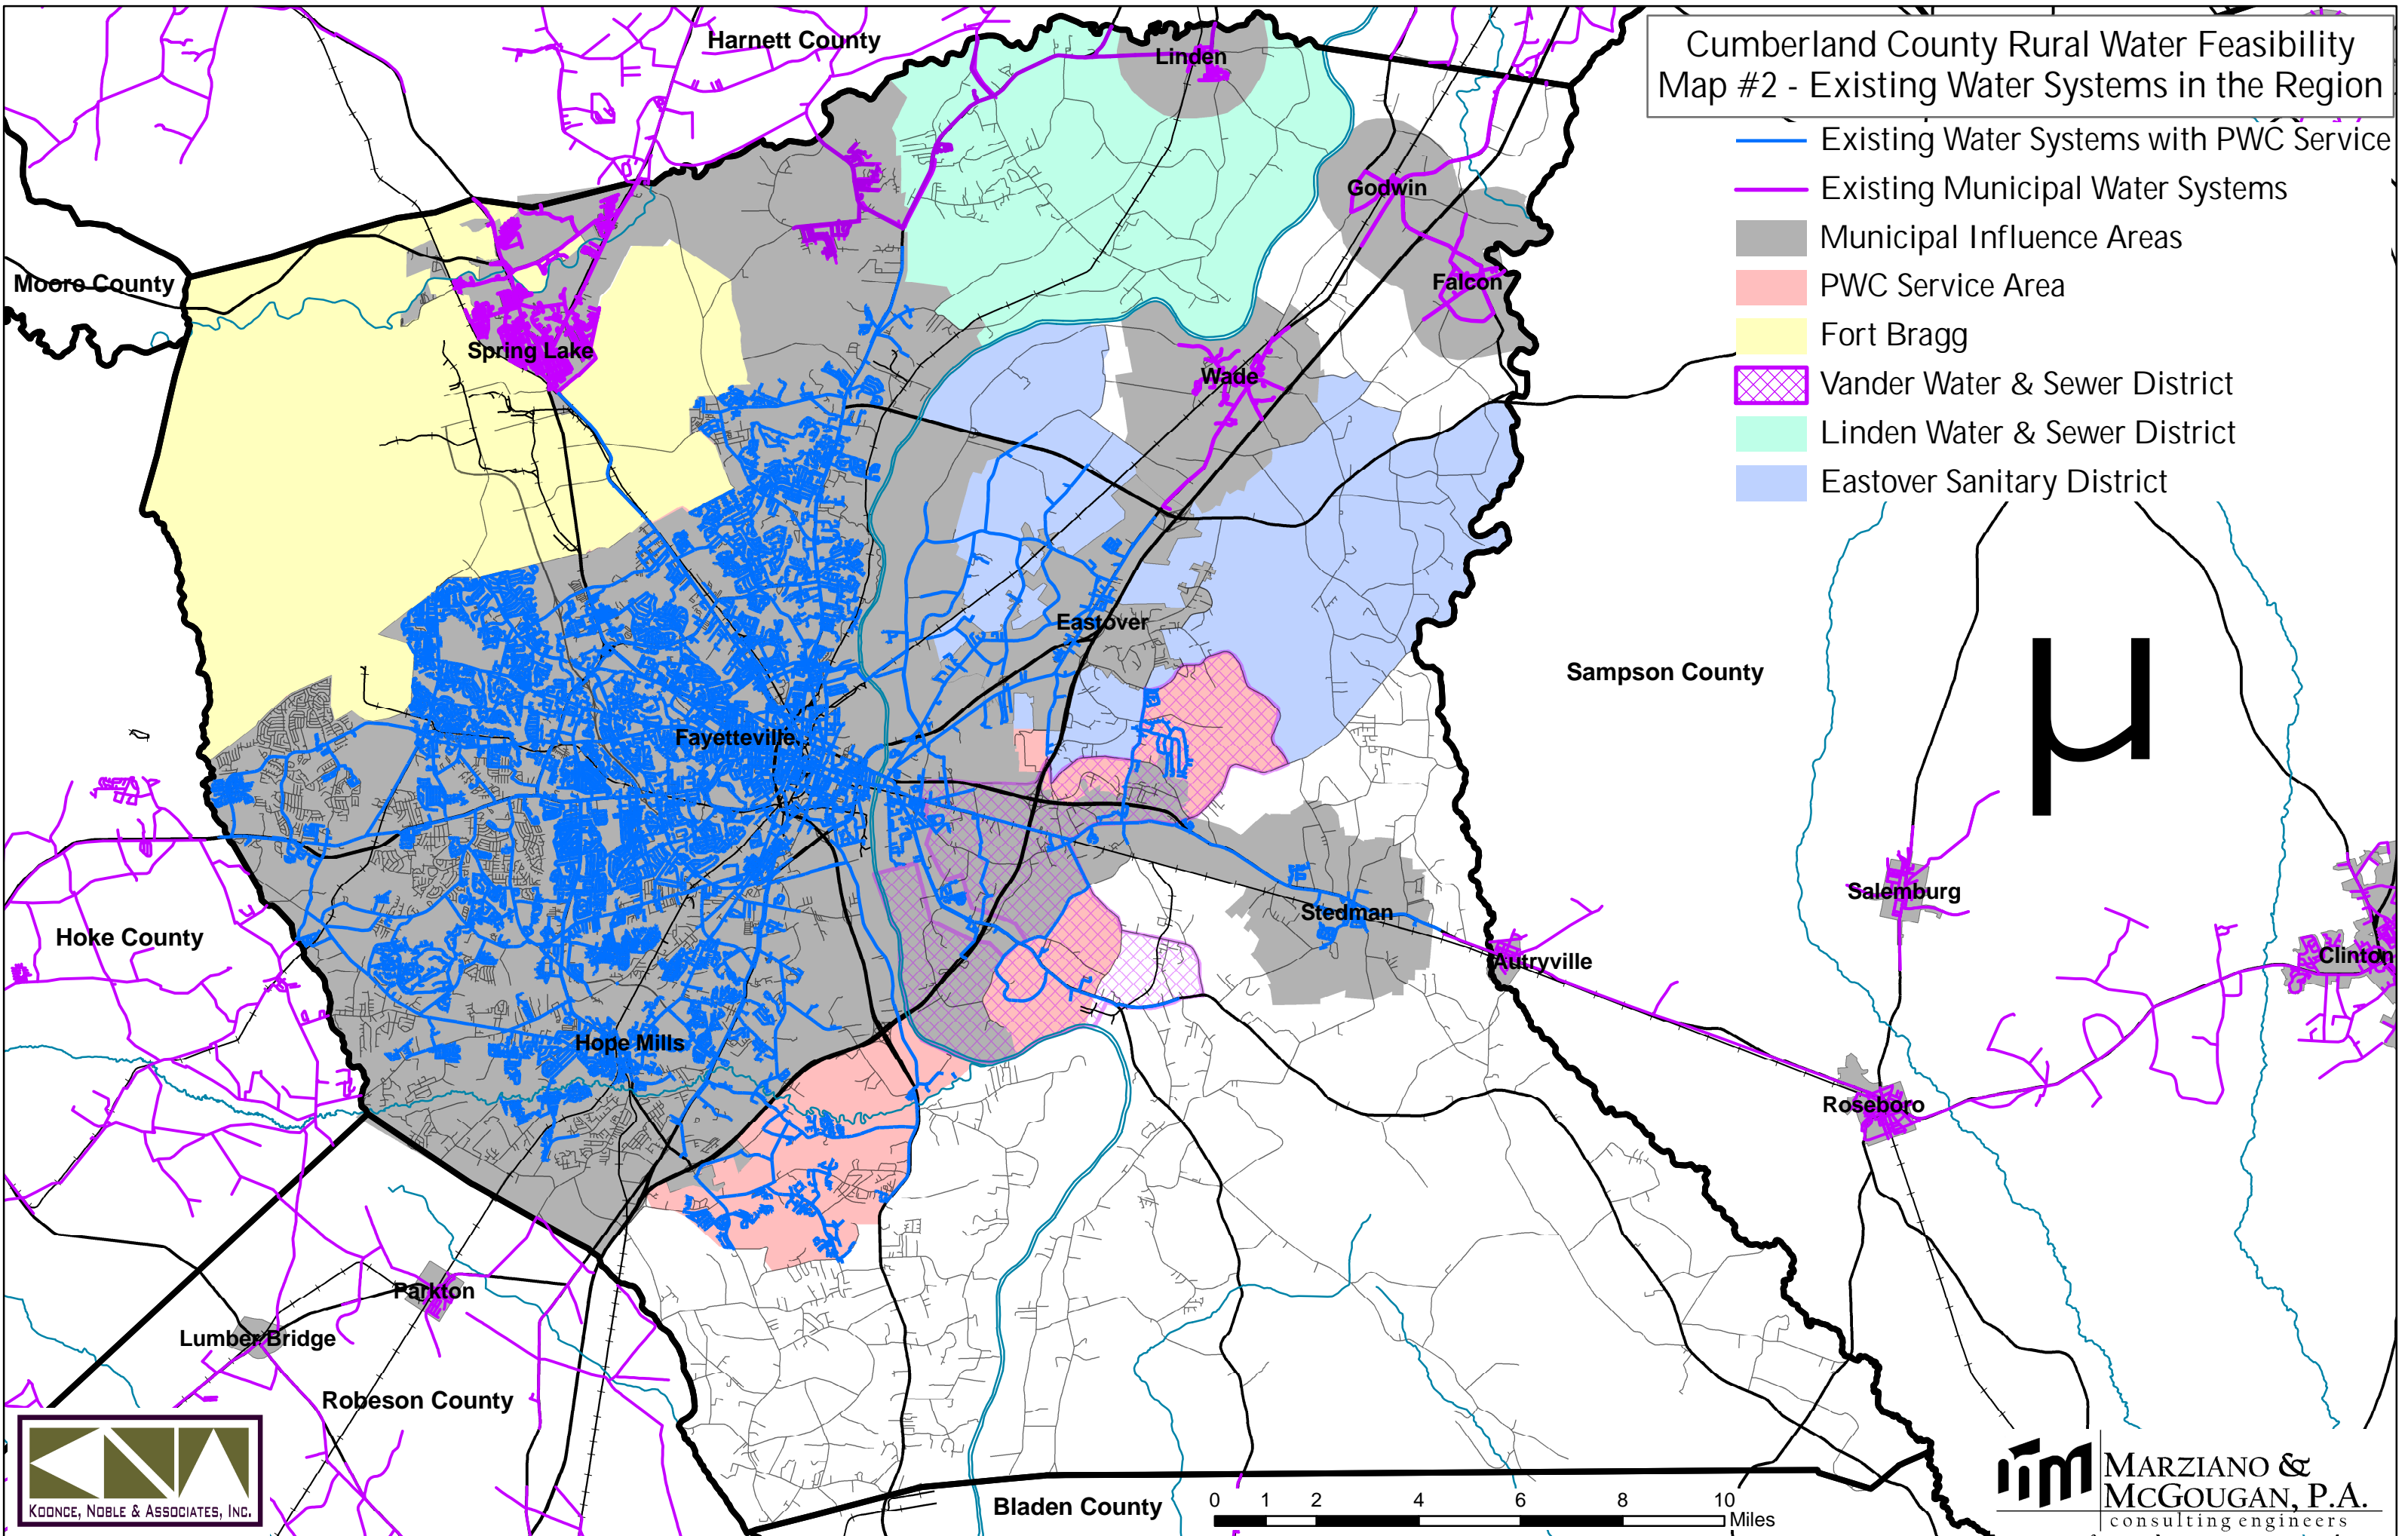 Cumberland County Rural Water Feasibility
Map #2 - Existing Water Systems in the Region
Existing Water Systems with PWC Service
Existing Municipal Water Systems
Municipal Influence Areas
PWC Service Area
Fort Bragg
Vander Water & Sewer District
Linden Water & Sewer District
Eastover Sanitary District
Harnett County
Linden
Godwin
Moore County
Falcon
Spring Lake
Wade
Eastover
Sampson County
µ
Fayetteville
Salemburg
Stedman
Hoke County
Autryville
Clinton
Hope Mills
Roseboro
Parkton
Lumber Bridge
Robeson County
Bladen County
0 1 2 4 6 8 10
Miles
KNA
KOONCE, NOBLE & ASSOCIATES, INC.
mm
MARZIANO &
MCGOUGAN, P.A.
consulting engineers